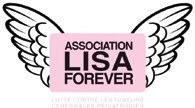 ASSOCIATION
LISA
FOREVER
LUTTE CONTRE LES TUMEURS
CÉRÉBRALES PÉDIATRIQUES